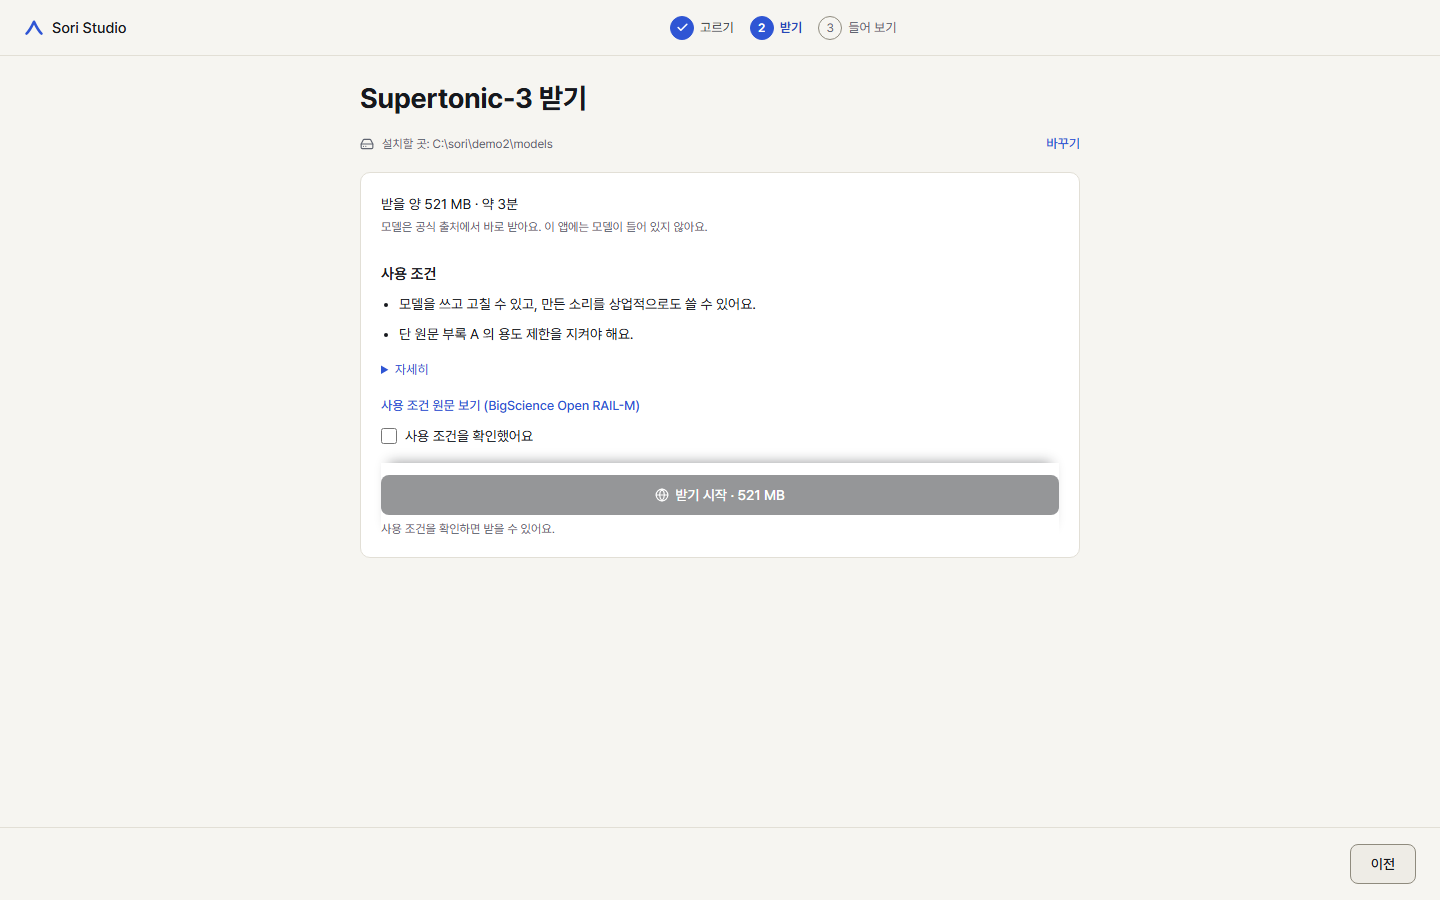 Sori Studio
고르기
2 받기
3 들어 보기
Supertonic-3 받기
설치할 곳: C:\sori\demo2\models
바꾸기
받을 양 521 MB · 약 3분
모델은 공식 출처에서 바로 받아요. 이 앱에는 모델이 들어 있지 않아요.
사용 조건
• 모델을 쓰고 고칠 수 있고, 만든 소리를 상업적으로도 쓸 수 있어요.
• 단 원문 부록 A 의 용도 제한을 지켜야 해요.
자세히
사용 조건 원문 보기 (BigScience Open RAIL-M)
사용 조건을 확인했어요
받기 시작 · 521 MB
사용 조건을 확인하면 받을 수 있어요.
이전